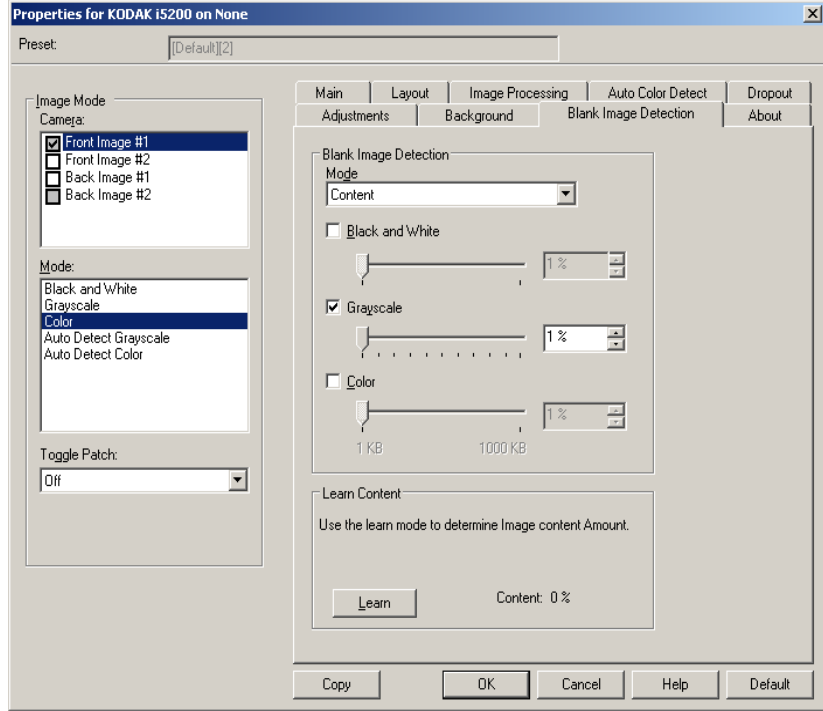 Properties for KODAK i5200 on None
Preset: [Default][2]
Image Mode
Camera:
Front Image #1
Front Image #2
Back Image #1
Back Image #2
Mode:
Black and White
Grayscale
Color
Auto Detect Grayscale
Auto Detect Color
Toggle Patch:
Off
Main Layout Image Processing Auto Color Detect Dropout
Adjustments Background Blank Image Detection About
Blank Image Detection
Mode
Content
Black and White
1 %
Grayscale
1 %
Color
1 %
1 KB 1000 KB
Learn Content
Use the learn mode to determine Image content Amount.
Learn Content: 0 %
Copy OK Cancel Help Default